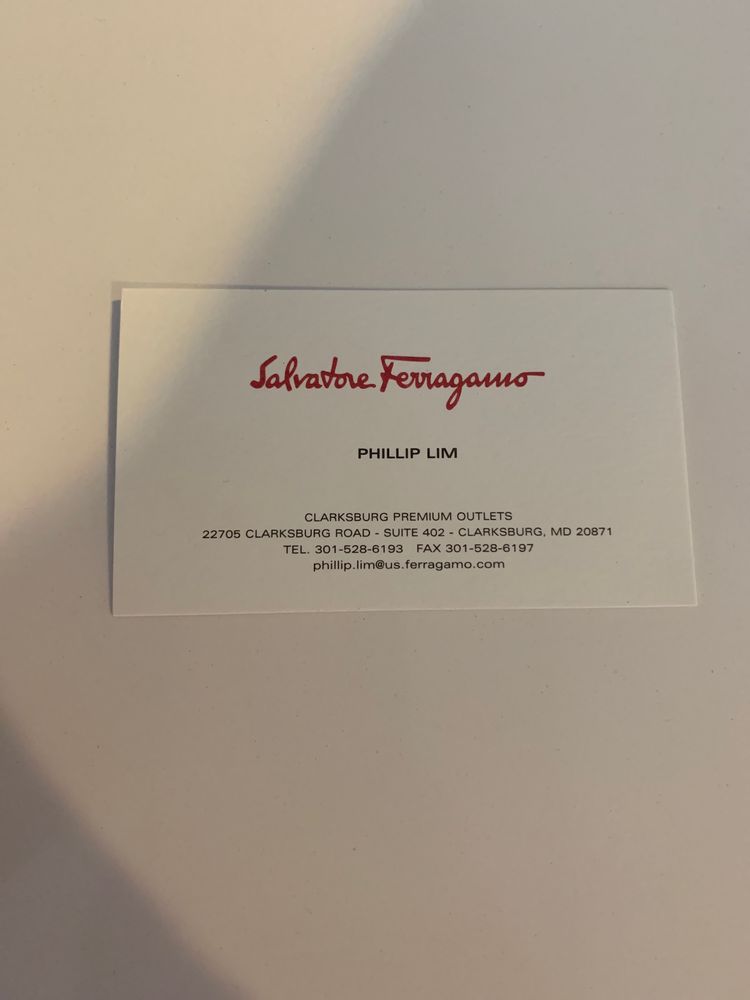 Salvatore Ferragamo
PHILLIP LIM
CLARKSBURG PREMIUM OUTLETS
22705 CLARKSBURG ROAD - SUITE 402 - CLARKSBURG, MD 20871
TEL. 301-528-6193 FAX 301-528-6197
phillip.lim@us.ferragamo.com